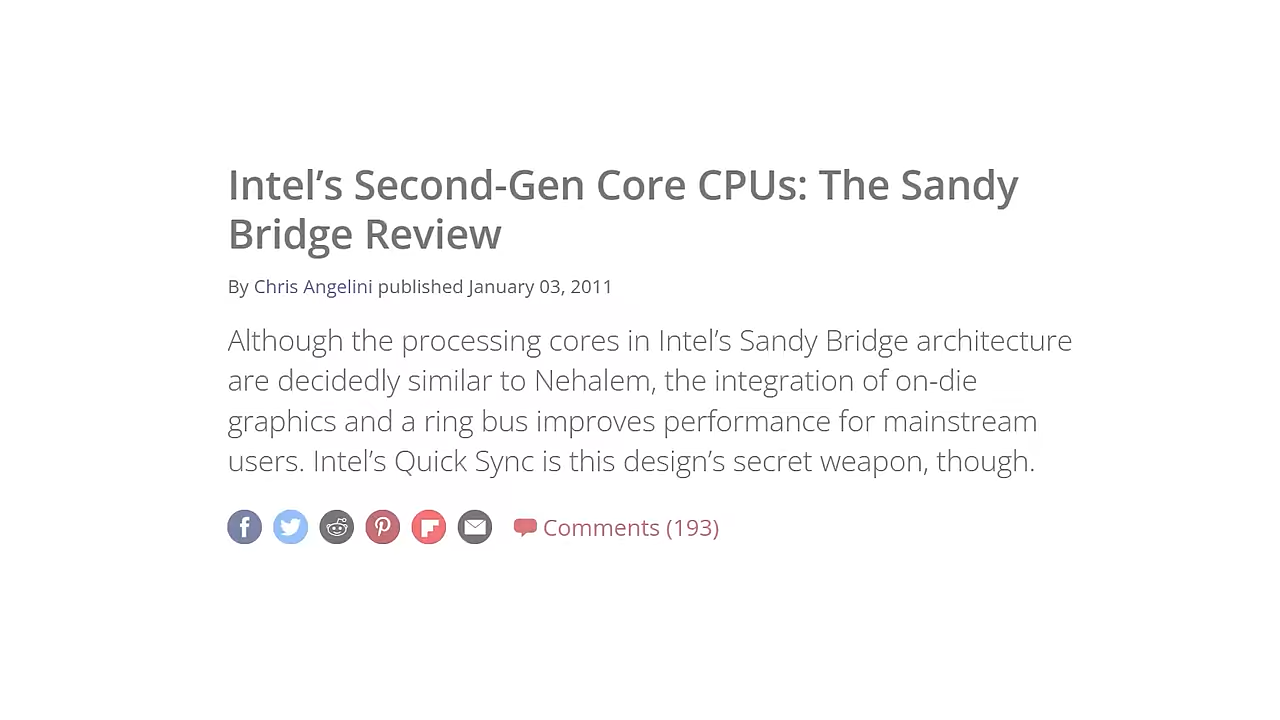 Intel’s Second-Gen Core CPUs: The Sandy
Bridge Review
By Chris Angelini published January 03, 2011
Although the processing cores in Intel’s Sandy Bridge architecture
are decidedly similar to Nehalem, the integration of on-die
graphics and a ring bus improves performance for mainstream
users. Intel’s Quick Sync is this design’s secret weapon, though.
Comments (193)